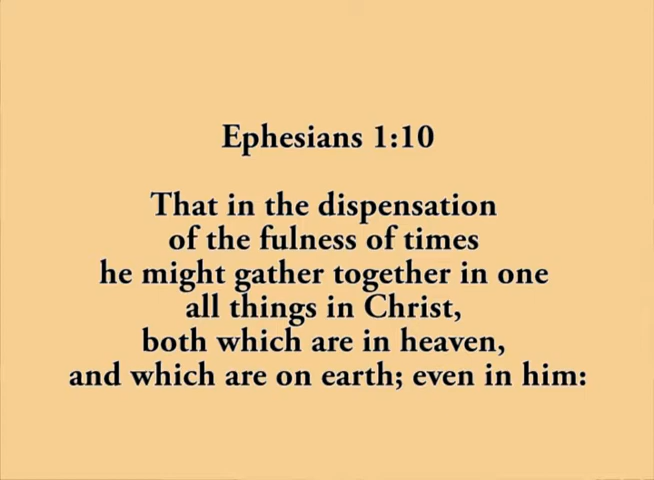 Ephesians 1:10
That in the dispensation
of the fulness of times
he might gather together in one
all things in Christ,
both which are in heaven,
and which are on earth; even in him: